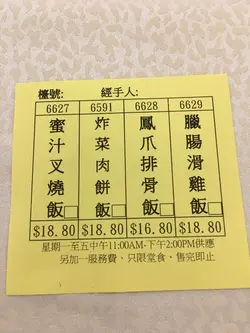 檯號: 經手人:
6627 6591 6628 6629
蜜汁叉燒飯
炸菜肉餅飯
鳳爪排骨飯
臘腸滑雞飯
$18.80 $18.80 $16.80 $18.80
星期一至五中午11:00AM-下午2:00PM供應
另加一服務費、只限堂食，售完即止